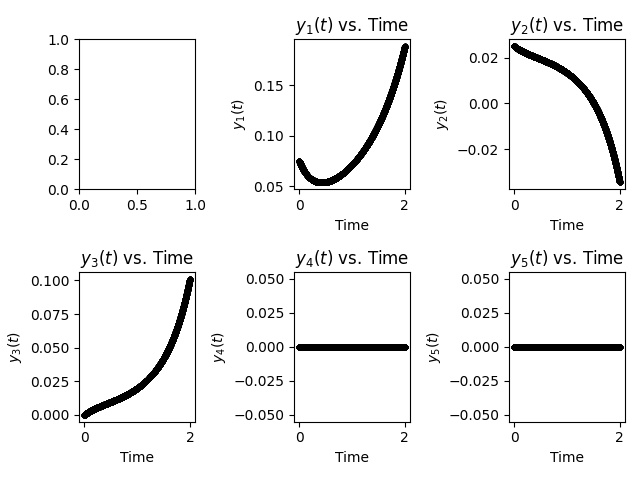 1.0
0.8
0.6
0.4
0.2
0.0
0.0 0.5 1.0
y₁(t) vs. Time
y₁(t)
0.15
0.10
0.05
0 2
Time
y₂(t) vs. Time
y₂(t)
0.02
0.00
−0.02
0 2
Time
y₃(t) vs. Time
y₃(t)
0.100
0.075
0.050
0.025
0.000
0 2
Time
y₄(t) vs. Time
y₄(t)
0.050
0.025
0.000
−0.025
−0.050
0 2
Time
y₅(t) vs. Time
y₅(t)
0.050
0.025
0.000
−0.025
−0.050
0 2
Time